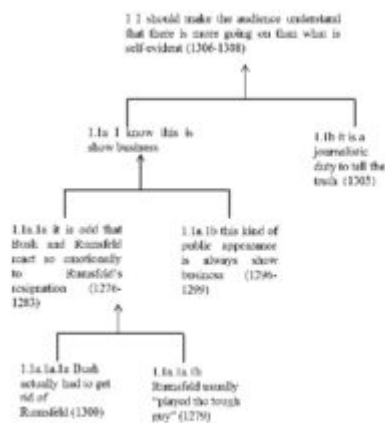 1 I should make the audience understand
that there is more going on than what is
self-evident (1306-1308)
1.1a I know this is
show business
1.1b it is a
journalistic
duty to tell the
truth (1305)
1.1a.1a it is odd that
Bush and Rumsfeld
react so emotionally
to Rumsfeld's
resignation (1276-
1283)
1.1a.1b this kind of
public appearance
is always show
business (1296-
1299)
1.1a.1a.1a Bush
actually had to get
rid of
Rumsfeld (1300)
1.1a.1a.1b
Rumsfeld usually
"played the tough
guy" (1279)